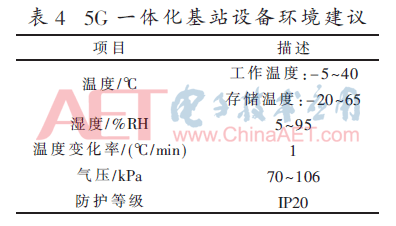 表 4 5G 一体化基站设备环境建议
项目 描述
温度/℃ 工作温度:-5~40
存储温度:-20~65
湿度/%RH 5~95
温度变化率/(℃/min) 1
气压/kPa 70~106
防护等级 IP20
AET 电子技术应用
www.ChinaAET.com